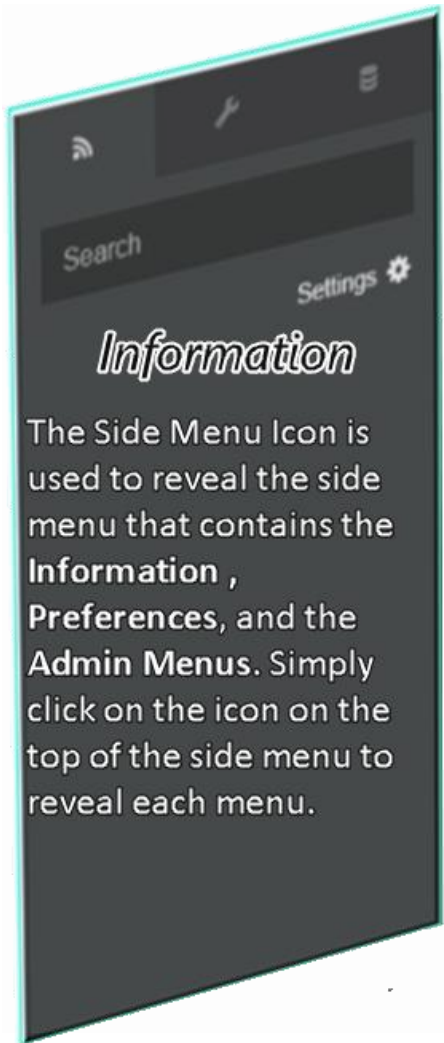 Search
Settings
Information
The Side Menu Icon is
used to reveal the side
menu that contains the
Information ,
Preferences, and the
Admin Menus. Simply
click on the icon on the
top of the side menu to
reveal each menu.